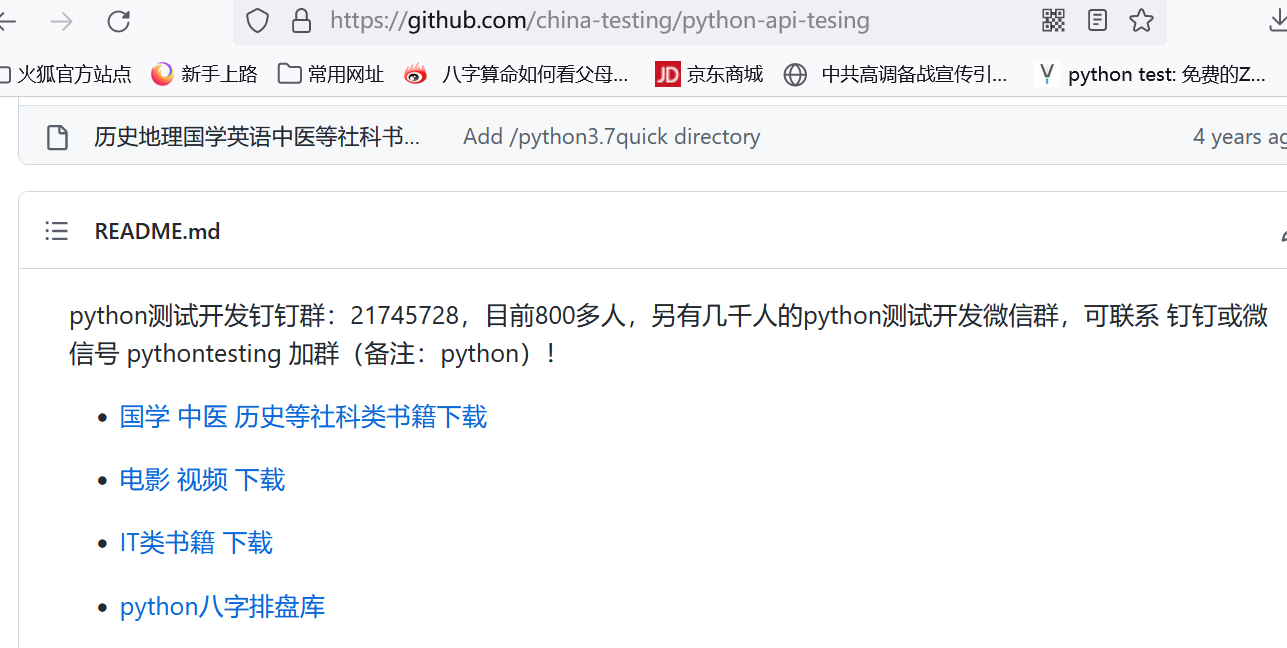 https://github.com/china-testing/python-api-tesing
火狐官方站点 新手上路 常用网址 八字算命如何看父母... JD 京东商城 中共高调备战宣传引... python test: 免费的Z...
历史地理国学英语中医等社科书... Add /python3.7quick directory 4 years ag
README.md
python测试开发钉钉群：21745728，目前800多人，另有几千人的python测试开发微信群，可联系 钉钉或微
信号 pythontesting 加群（备注：python）！
国学 中医 历史等社科类书籍下载
电影 视频 下载
IT类书籍 下载
python八字排盘库